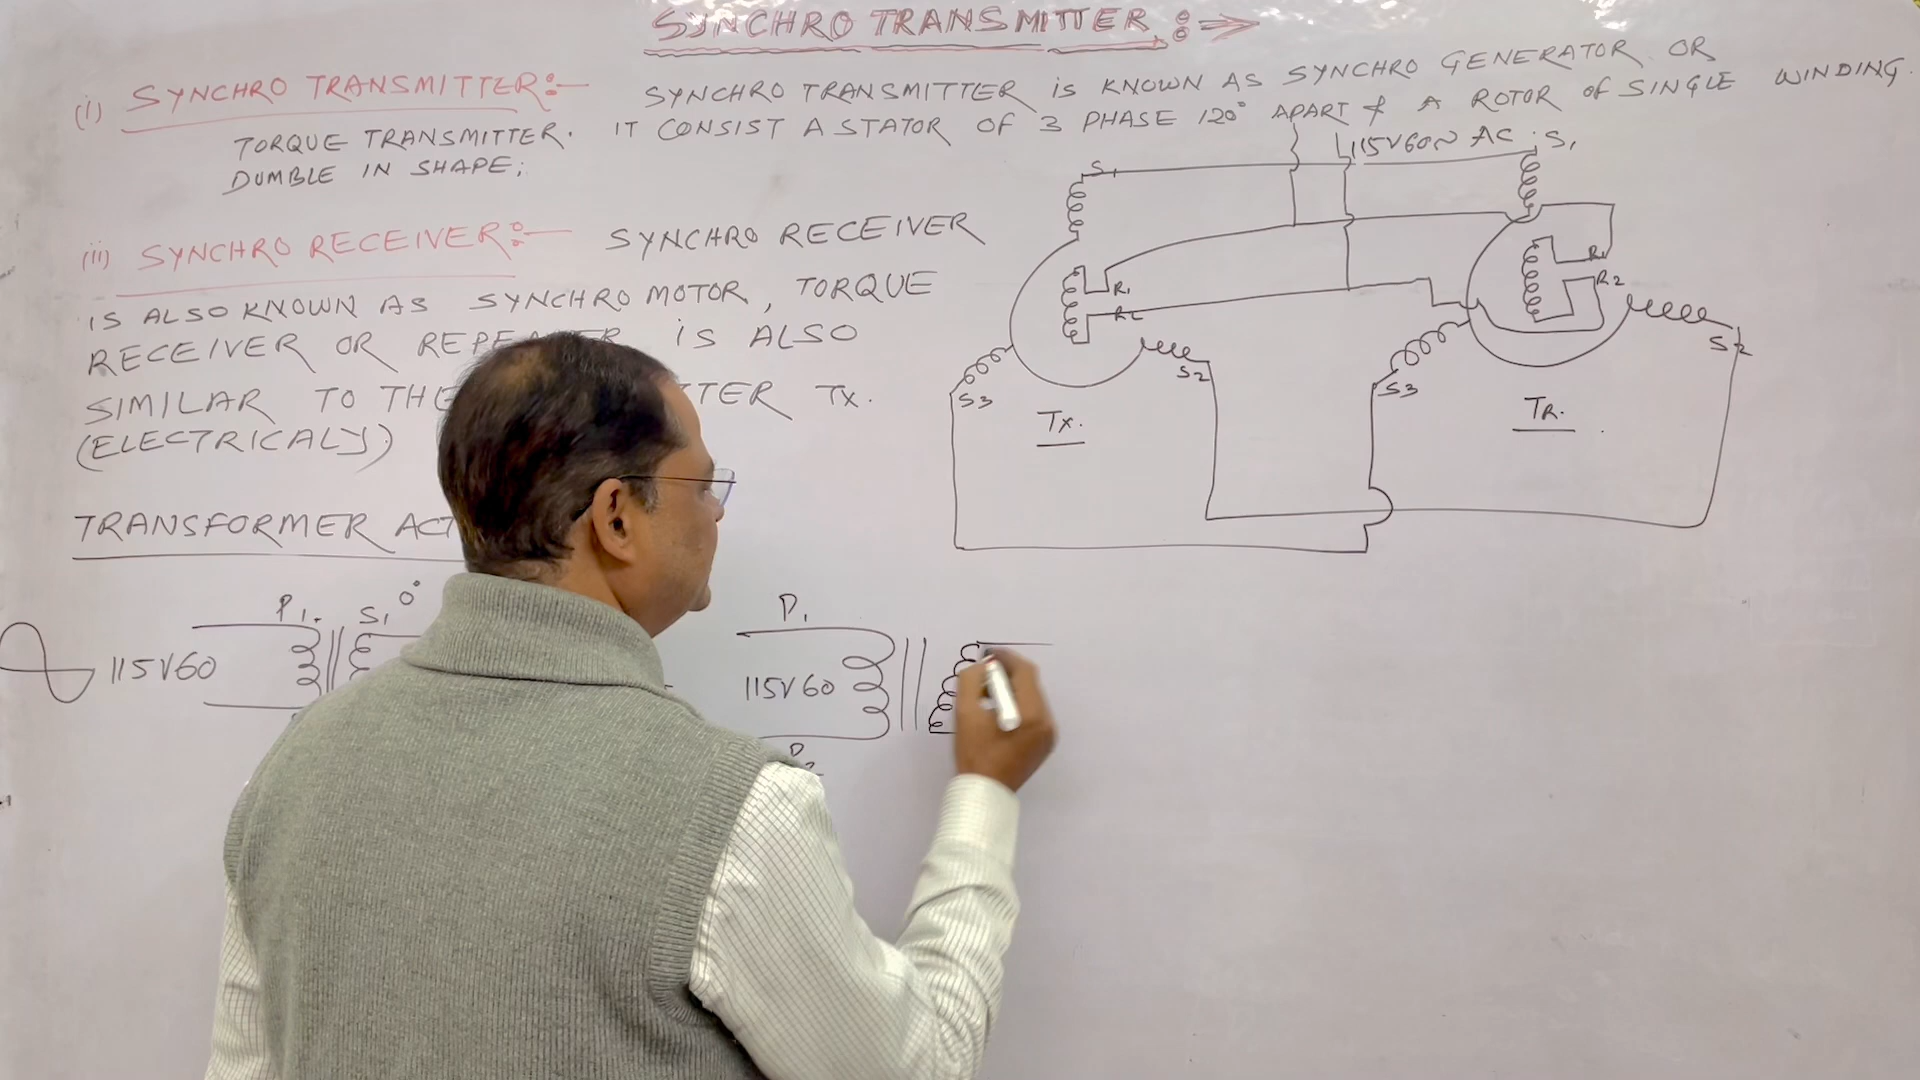 SYNCHRO TRANSMITTER :⇒
(i) SYNCHRO TRANSMITTER:— SYNCHRO TRANSMITTER is KNOWN AS SYNCHRO GENERATOR OR
TORQUE TRANSMITTER. IT CONSIST A STATOR OF 3 PHASE 120° APART & A ROTOR of SINGLE WINDING.
DUMBLE IN SHAPE;
(ii) SYNCHRO RECEIVER:— SYNCHRO RECEIVER
IS ALSO KNOWN AS SYNCHRO MOTOR, TORQUE
RECEIVER OR iS ALSO
SIMILAR TO THE Tx.
(ELECTRICALY)
115V60~ AC
S1
S1
R1
R2
S2
S3
Tx.
R1
R2
S2
S3
TR.
TRANSFORMER
P1. S1 0°
115V60
P1
115V60
P2